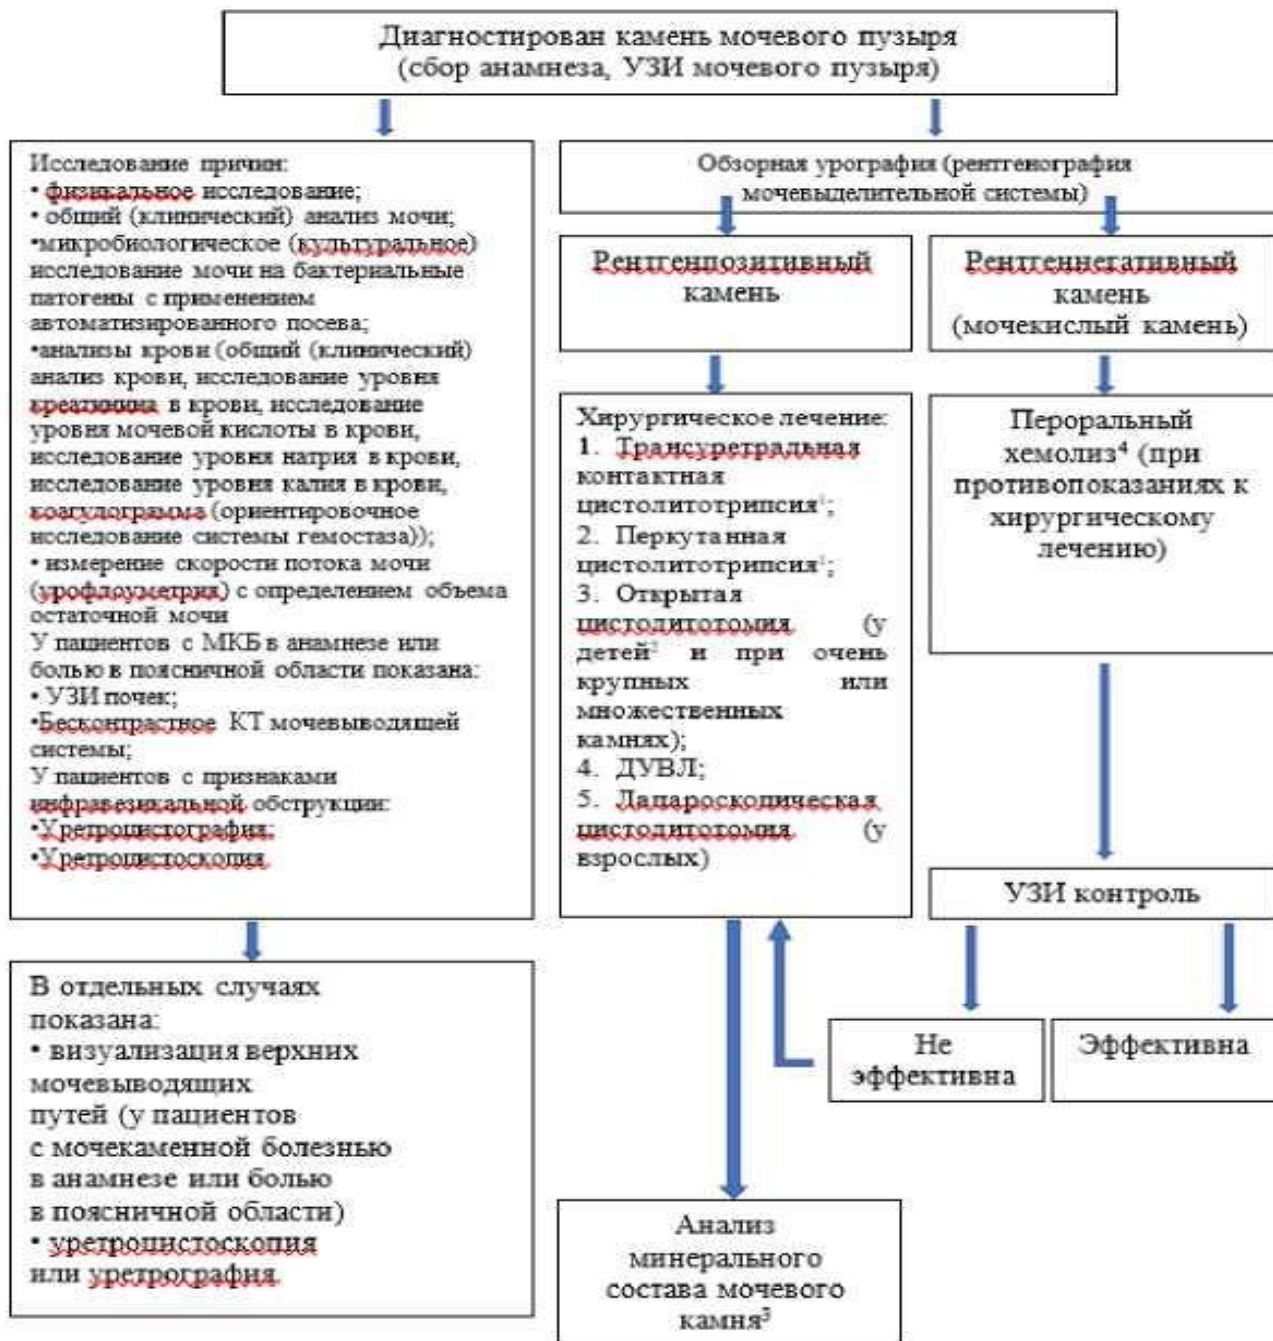 Диагностирован камень мочевого пузыря
(сбор анамнеза, УЗИ мочевого пузыря)
Исследование причин:
• физикальное исследование;
• общий (клинический) анализ мочи;
•микробиологическое (культуральное)
исследование мочи на бактериальные
патогены с применением
автоматизированного посева;
•анализы крови (общий (клинический)
анализ крови, исследование уровня
креатинина в крови, исследование
уровня мочевой кислоты в крови,
исследование уровня натрия в крови,
исследование уровня калия в крови,
коагулограмма (ориентировочное
исследование системы гемостаза));
• измерение скорости потока мочи
(урофлоуметрия) с определением объема
остаточной мочи
У пациентов с МКБ в анамнезе или
болью в поясничной области показана:
• УЗИ почек;
•Бесконтрастное КТ мочевыводящей
системы;
У пациентов с признаками
инфравезикальной обструкции:
•Уретроцистография;
•Уретроцистоскопия
В отдельных случаях
показана:
• визуализация верхних
мочевыводящих
путей (у пациентов
с мочекаменной болезнью
в анамнезе или болью
в поясничной области)
• уретроцистоскопия
или уретрография
Обзорная урография (рентгенография
мочевыделительной системы)
Рентгенпозитивный
камень
Хирургическое лечение:
1. Трансуретральная
контактная
цистолитотрипсия¹;
2. Перкутанная
цистолитотрипсия¹;
3. Открытая
цистолитотомия (у
детей² и при очень
крупных или
множественных
камнях);
4. ДУВЛ;
5. Лапароскопическая
цистолитотомия (у
взрослых)
Анализ
минерального
состава мочевого
камня³
Рентгеннегативный
камень
(мочекислый камень)
Пероральный
хемолиз⁴ (при
противопоказаниях к
хирургическому
лечению)
УЗИ контроль
Не
эффективна
Эффективна